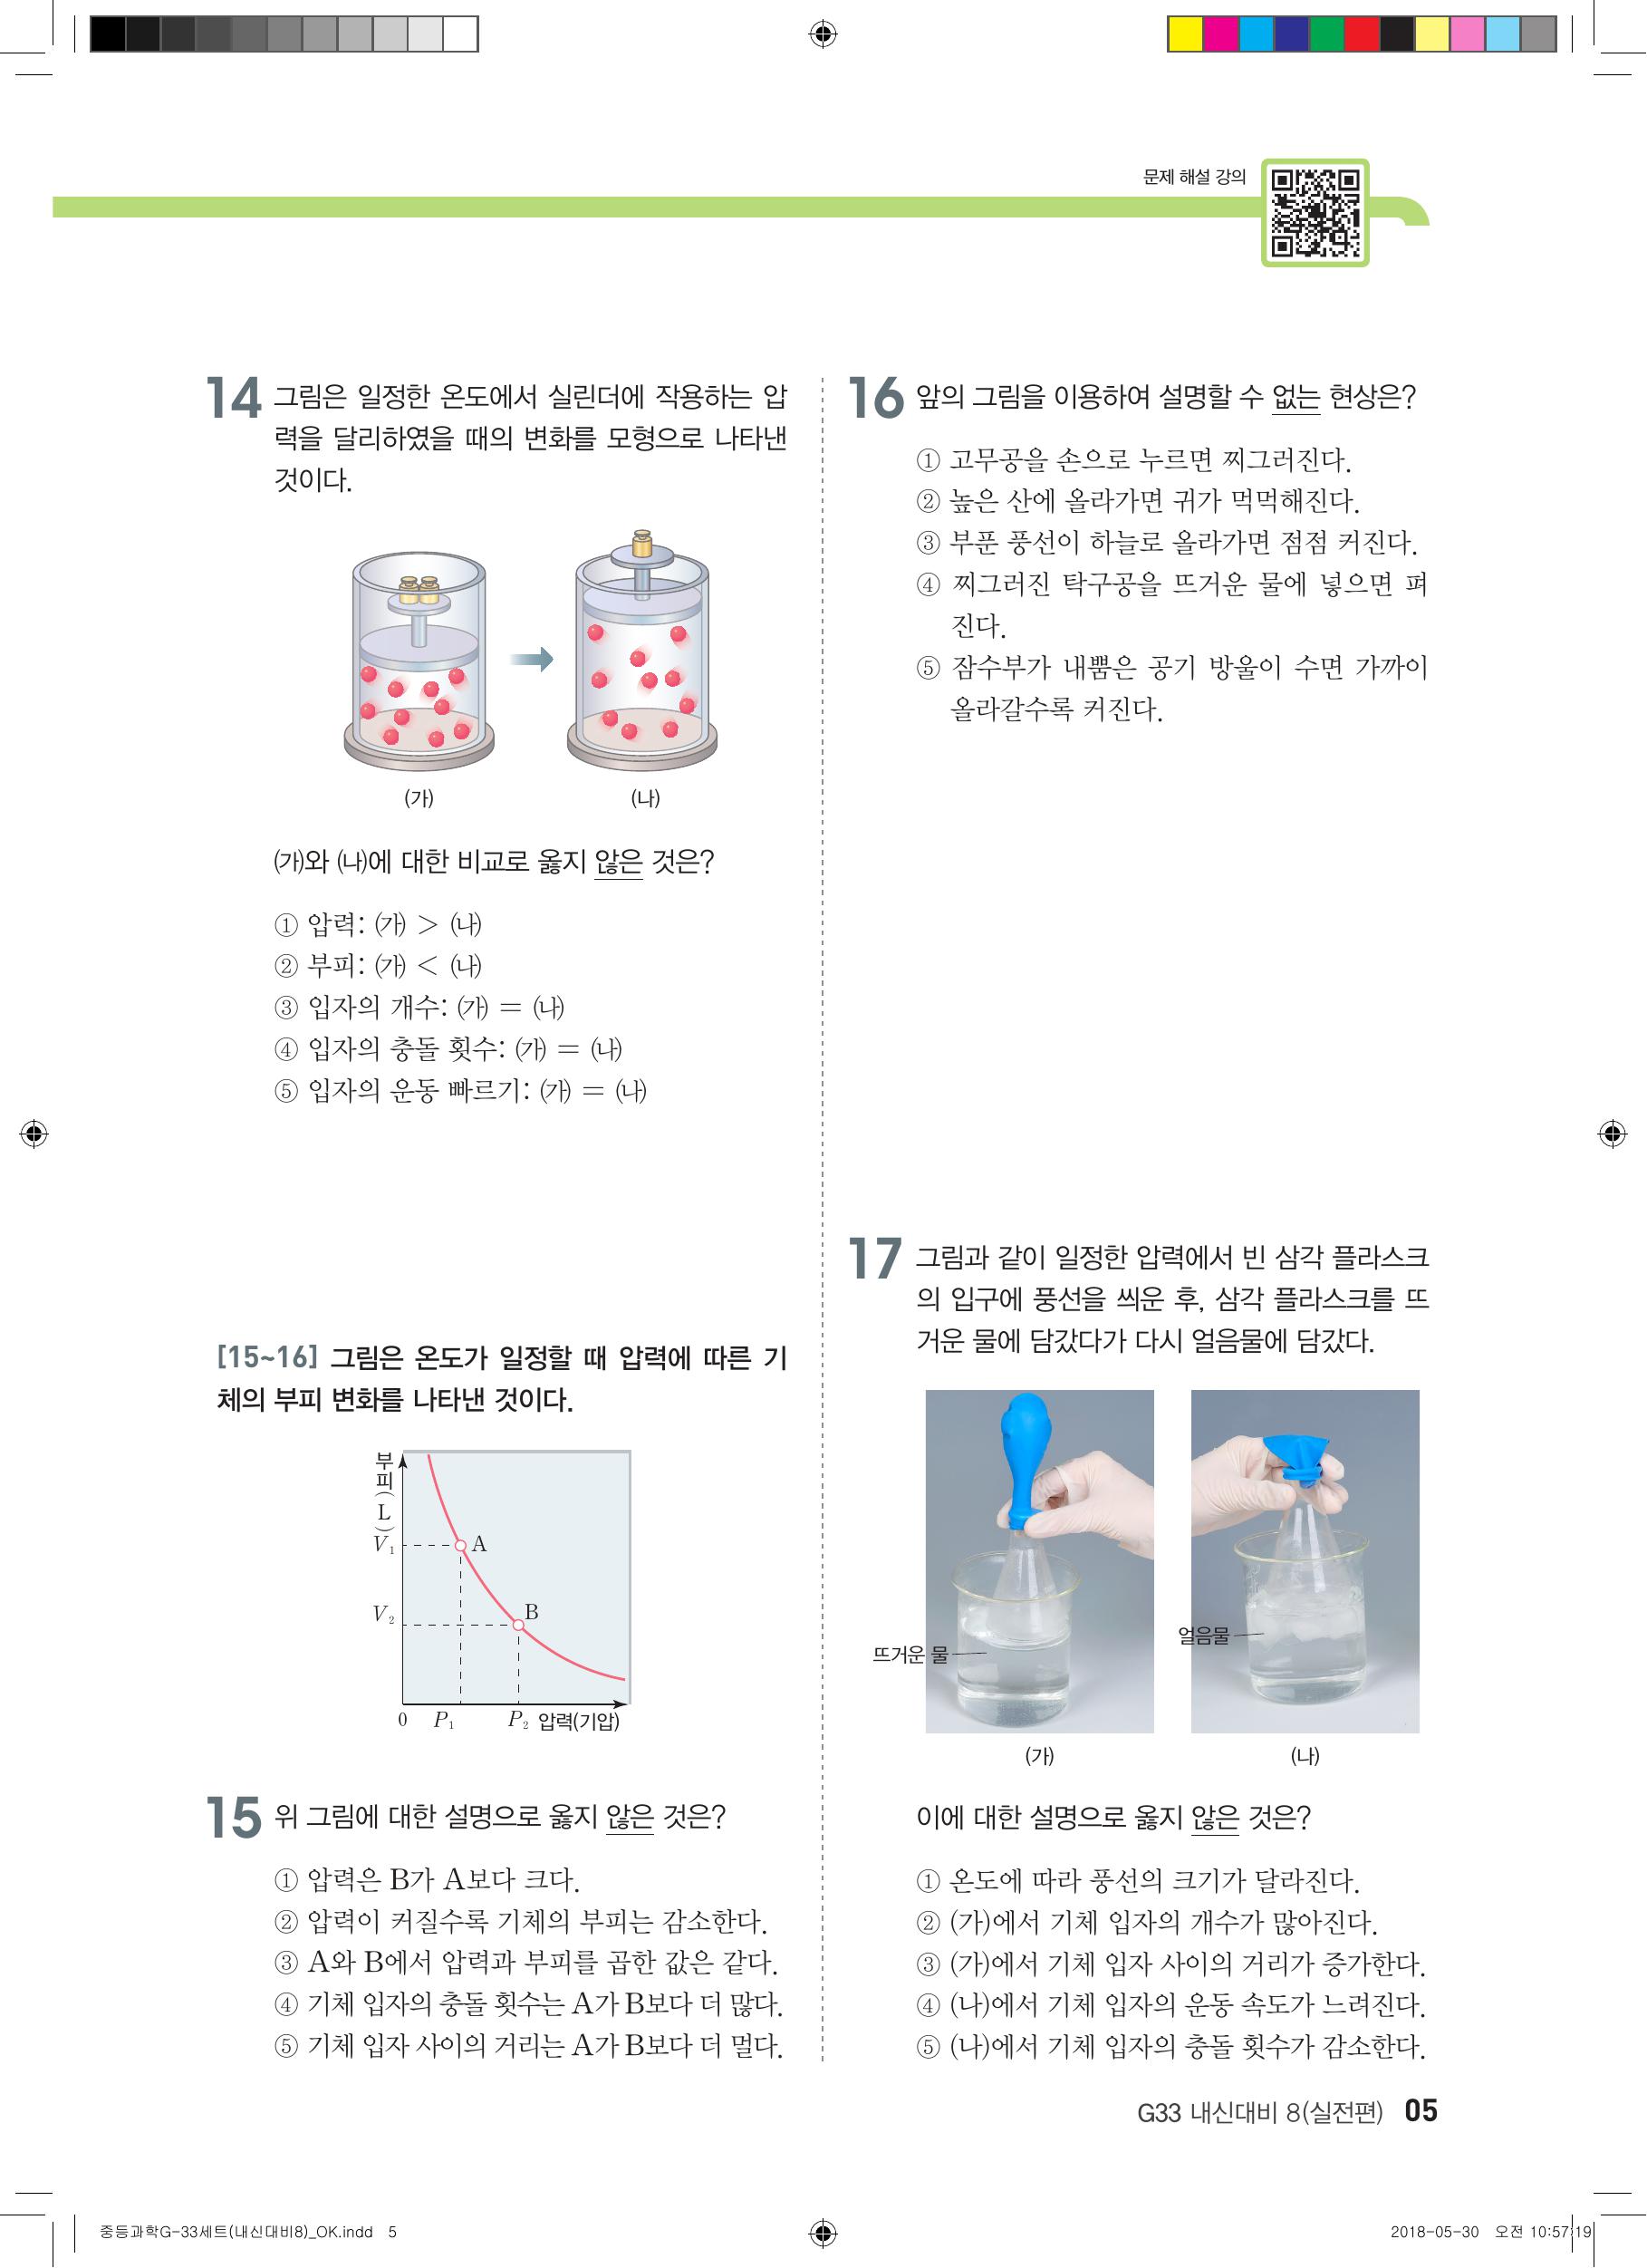 문제 해설 강의
14 그림은 일정한 온도에서 실린더에 작용하는 압
력을 달리하였을 때의 변화를 모형으로 나타낸
것이다.
(가)
(나)
㈎와 ㈏에 대한 비교로 옳지 않은 것은?
① 압력: ㈎ > ㈏
② 부피: ㈎ < ㈏
③ 입자의 개수: ㈎ = ㈏
④ 입자의 충돌 횟수: ㈎ = ㈏
⑤ 입자의 운동 빠르기: ㈎ = ㈏
[15~16] 그림은 온도가 일정할 때 압력에 따른 기
체의 부피 변화를 나타낸 것이다.
부피(L)
V₁
A
V₂
B
0
P₁
P₂
압력(기압)
15 위 그림에 대한 설명으로 옳지 않은 것은?
① 압력은 B가 A보다 크다.
② 압력이 커질수록 기체의 부피는 감소한다.
③ A와 B에서 압력과 부피를 곱한 값은 같다.
④ 기체 입자의 충돌 횟수는 A가 B보다 더 많다.
⑤ 기체 입자 사이의 거리는 A가 B보다 더 멀다.
16 앞의 그림을 이용하여 설명할 수 없는 현상은?
① 고무공을 손으로 누르면 찌그러진다.
② 높은 산에 올라가면 귀가 먹먹해진다.
③ 부푼 풍선이 하늘로 올라가면 점점 커진다.
④ 찌그러진 탁구공을 뜨거운 물에 넣으면 펴
진다.
⑤ 잠수부가 내뿜은 공기 방울이 수면 가까이
올라갈수록 커진다.
17 그림과 같이 일정한 압력에서 빈 삼각 플라스크
의 입구에 풍선을 씌운 후, 삼각 플라스크를 뜨
거운 물에 담갔다가 다시 얼음물에 담갔다.
뜨거운 물
얼음물
(가)
(나)
이에 대한 설명으로 옳지 않은 것은?
① 온도에 따라 풍선의 크기가 달라진다.
② (가)에서 기체 입자의 개수가 많아진다.
③ (가)에서 기체 입자 사이의 거리가 증가한다.
④ (나)에서 기체 입자의 운동 속도가 느려진다.
⑤ (나)에서 기체 입자의 충돌 횟수가 감소한다.
G33 내신대비 8(실전편) 05
중등과학G-33세트(내신대비8)_OK.indd 5
2018-05-30 오전 10:57:19